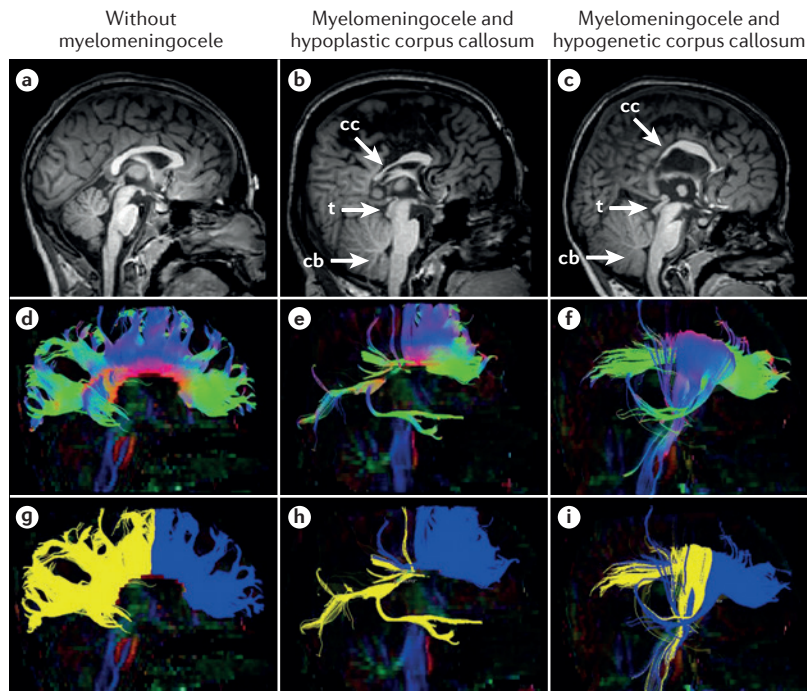 Without
myelomeningocele
Myelomeningocele and
hypoplastic corpus callosum
Myelomeningocele and
hypogenetic corpus callosum
a
b
c
cc
t
cb
cc
t
cb
d
e
f
g
h
i